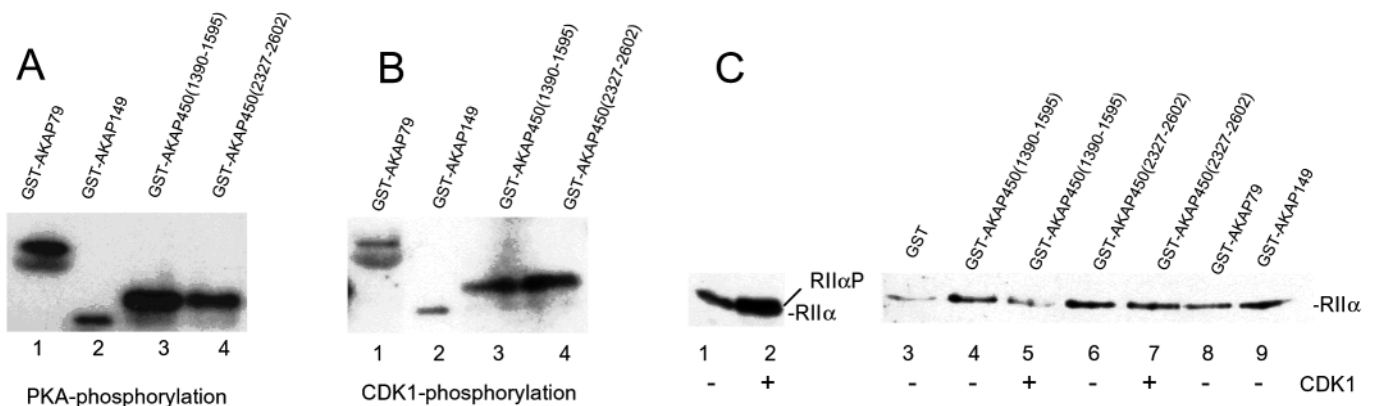 A
GST-AKAP79
GST-AKAP149
GST-AKAP450(1390-1595)
GST-AKAP450(2327-2602)
1 2 3 4
PKA-phosphorylation
B
GST-AKAP79
GST-AKAP149
GST-AKAP450(1390-1595)
GST-AKAP450(2327-2602)
1 2 3 4
CDK1-phosphorylation
C
GST
GST-AKAP450(1390-1595)
GST-AKAP450(1390-1595)
GST-AKAP450(2327-2602)
GST-AKAP450(2327-2602)
GST-AKAP79
GST-AKAP149
RIIαP
-RIIα
-RIIα
1 2 3 4 5 6 7 8 9
- + - - + - + - - CDK1